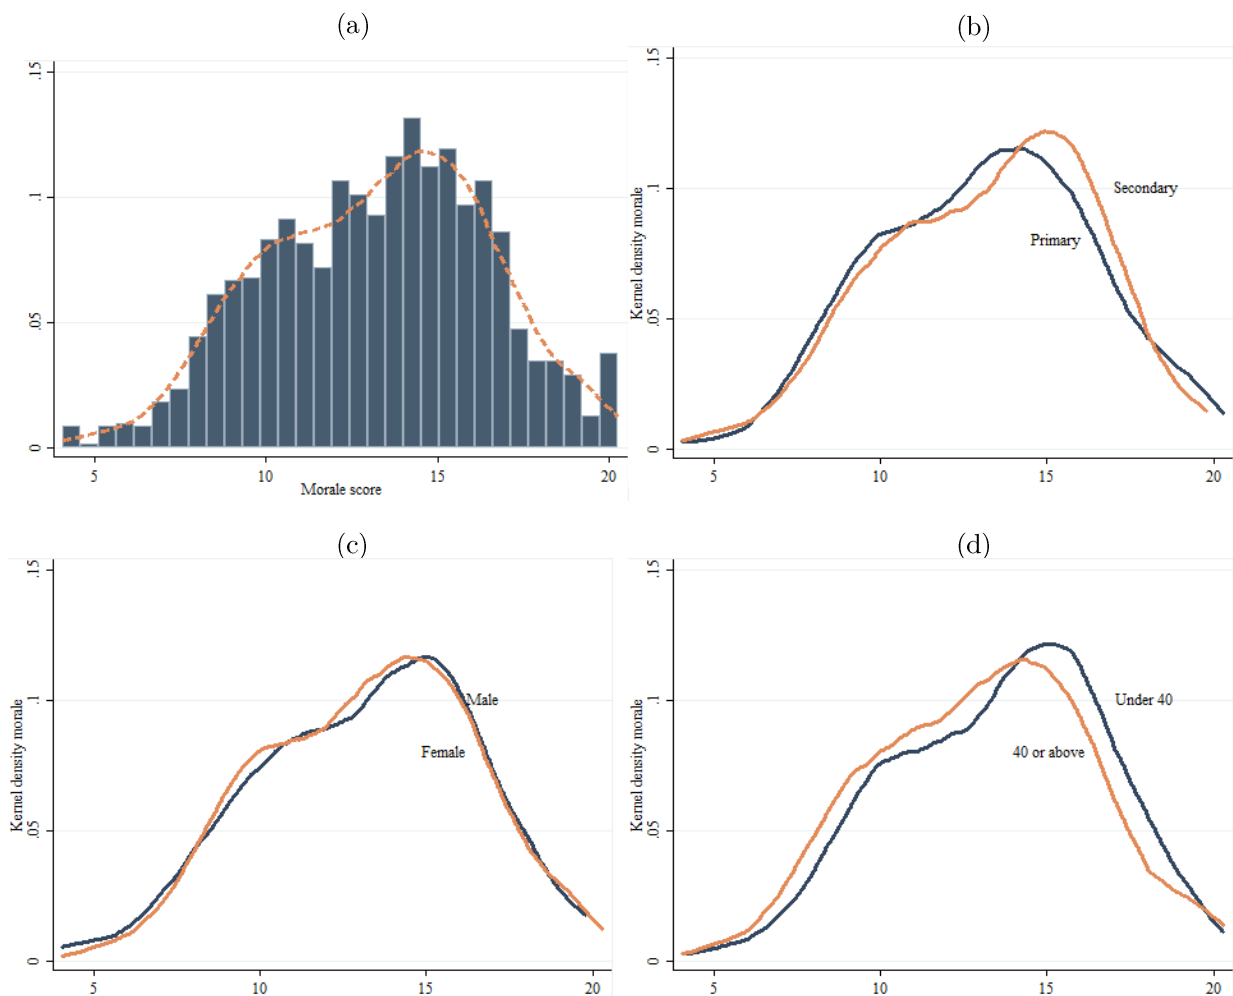 (a)
.15
.1
.05
0
5 10 15 20
Morale score
(b)
Kernel density morale
.15
.1
.05
0
Secondary
Primary
5 10 15 20
(c)
Kernel density morale
.15
.1
.05
0
Male
Female
5 10 15 20
(d)
Kernel density morale
.15
.1
.05
0
Under 40
40 or above
5 10 15 20